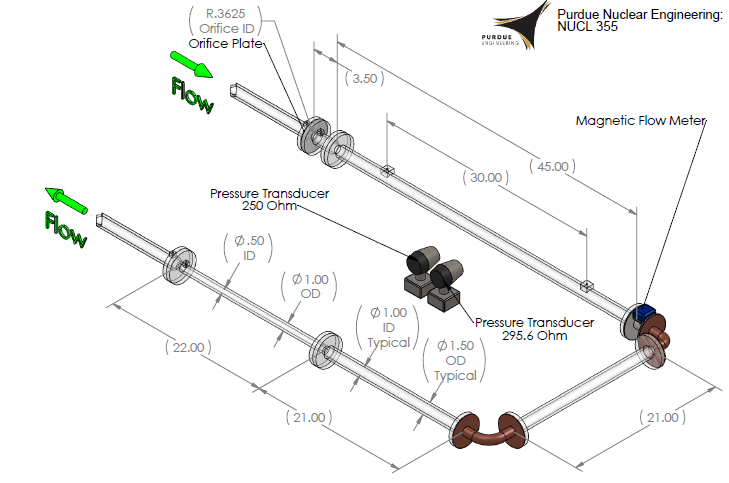 R.3625
Orifice ID
Orifice Plate
Purdue Nuclear Engineering:
NUCL 355
PURDUE
ENGINEERING
Flow
(3.50)
Magnetic Flow Meter
(45.00)
(30.00)
Pressure Transducer
250 Ohm
Flow
Ø.50
ID
Ø1.00
OD
Ø1.00
ID
Typical
Pressure Transducer
295.6 Ohm
Ø1.50
OD
Typical
(22.00)
(21.00)
(21.00)